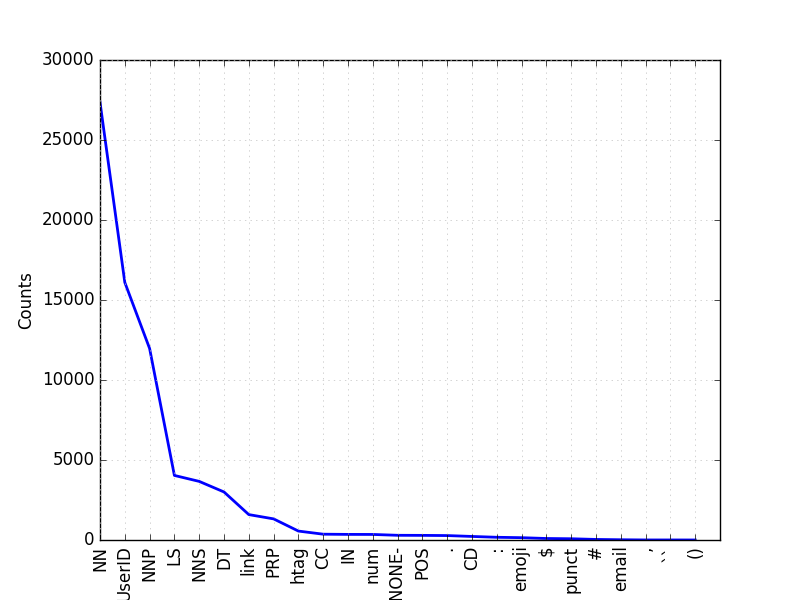 30000
25000
20000
15000
10000
5000
0
Counts
NN
UserID
NNP
LS
NNS
DT
link
PRP
htag
CC
IN
num
NONE-
POS
.
CD
:
emoji
$
punct
#
email
,
``
()